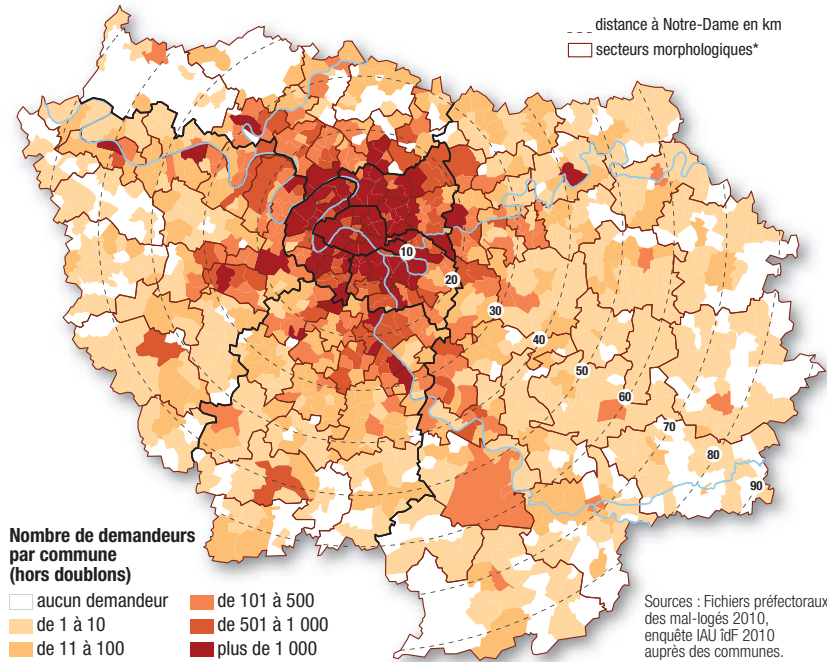 distance à Notre-Dame en km
secteurs morphologiques*
10
20
30
40
50
60
70
80
90
Nombre de demandeurs
par commune
(hors doublons)
aucun demandeur
de 1 à 10
de 11 à 100
de 101 à 500
de 501 à 1 000
plus de 1 000
Sources : Fichiers préfectoraux
des mal-logés 2010,
enquête IAU îdF 2010
auprès des communes.